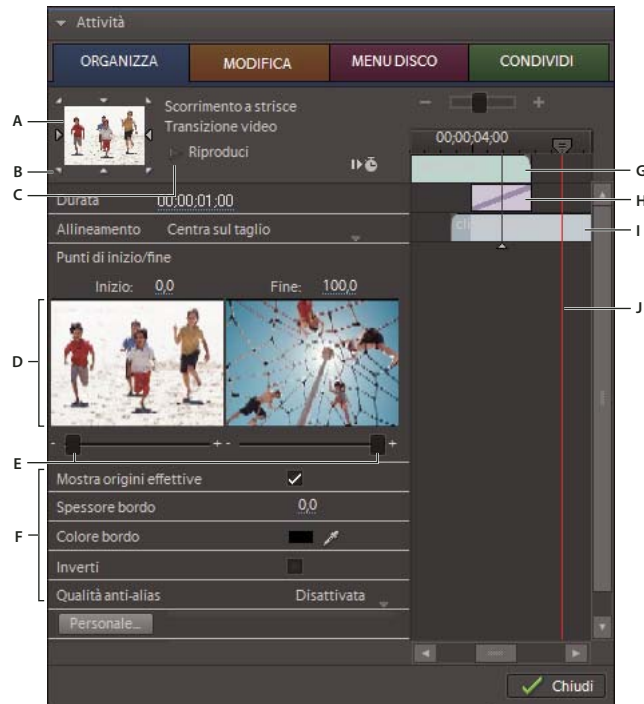 Attività
ORGANIZZA MODIFICA MENU DISCO CONDIVIDI
A
Scorrimento a strisce
Transizione video
- +
B
Riproduci
00;00;04;00
C
G
Durata 00;00;01;00
H
Allineamento Centra sul taglio
I
Punti di inizio/fine
Inizio: 0,0 Fine: 100,0
J
D
- + - +
E
F
Mostra origini effettive
Spessore bordo 0,0
Colore bordo
Inverti
Qualità anti-alias Disattivata
Personale...
Chiudi